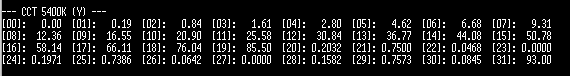 --- CCT 5400K (Y) ---
[00]: 0.00 [01]: 0.19 [02]: 0.84 [03]: 1.61 [04]: 2.80 [05]: 4.62 [06]: 6.68 [07]: 9.31
[08]: 12.36 [09]: 16.55 [10]: 20.90 [11]: 25.58 [12]: 30.84 [13]: 36.77 [14]: 44.08 [15]: 50.78
[16]: 58.14 [17]: 66.11 [18]: 76.04 [19]: 85.50 [20]: 0.2032 [21]: 0.7500 [22]: 0.0468 [23]: 0.0000
[24]: 0.1971 [25]: 0.7386 [26]: 0.0642 [27]: 0.0000 [28]: 0.1582 [29]: 0.7573 [30]: 0.0845 [31]: 93.00